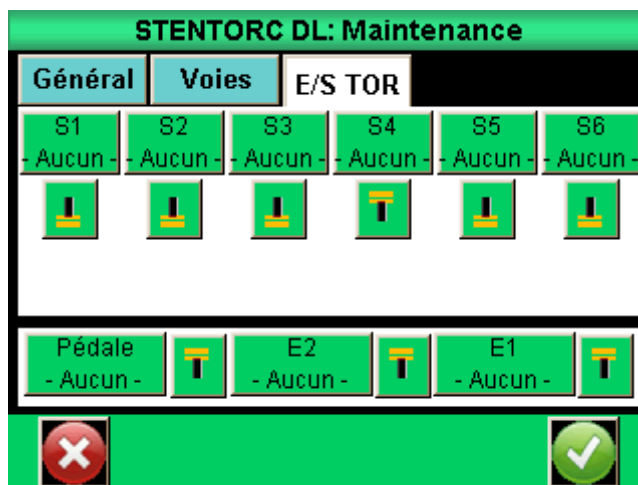 STENTORC DL: Maintenance
Général Voies E/S TOR
S1 S2 S3 S4 S5 S6
- Aucun - - Aucun - - Aucun - - Aucun - - Aucun - - Aucun -
Pédale E2 E1
- Aucun - - Aucun - - Aucun -